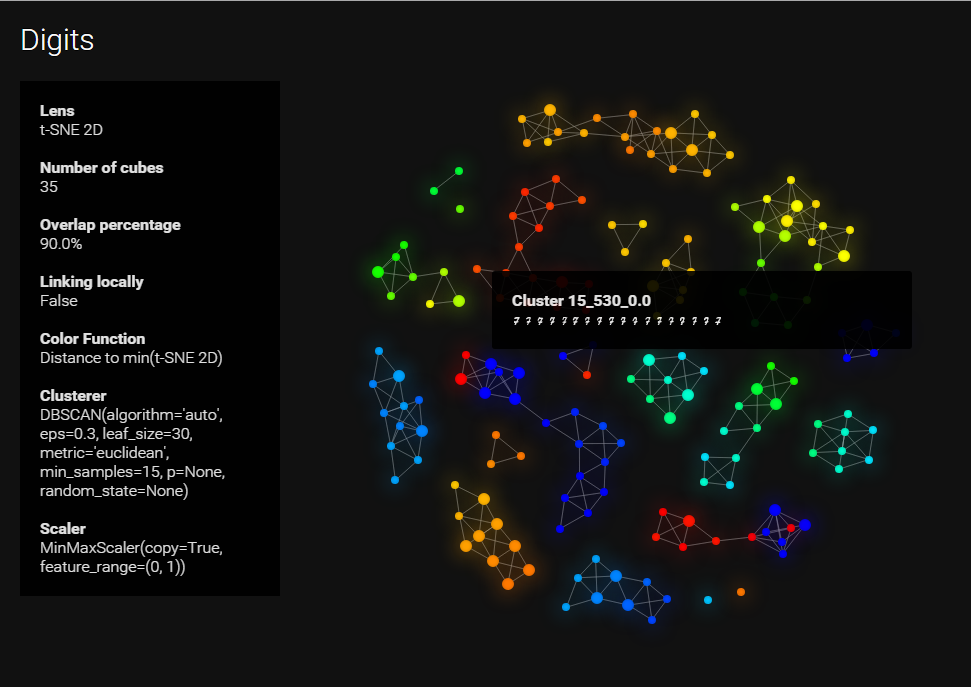 Digits
Lens
t-SNE 2D
Number of cubes
35
Overlap percentage
90.0%
Linking locally
False
Color Function
Distance to min(t-SNE 2D)
Clusterer
DBSCAN(algorithm='auto',
eps=0.3, leaf_size=30,
metric='euclidean',
min_samples=15, p=None,
random_state=None)
Scaler
MinMaxScaler(copy=True,
feature_range=(0, 1))
Cluster 15_530_0.0
7 7 7 7 7 7 7 7 7 7 7 7 7 7 7 7 7 7